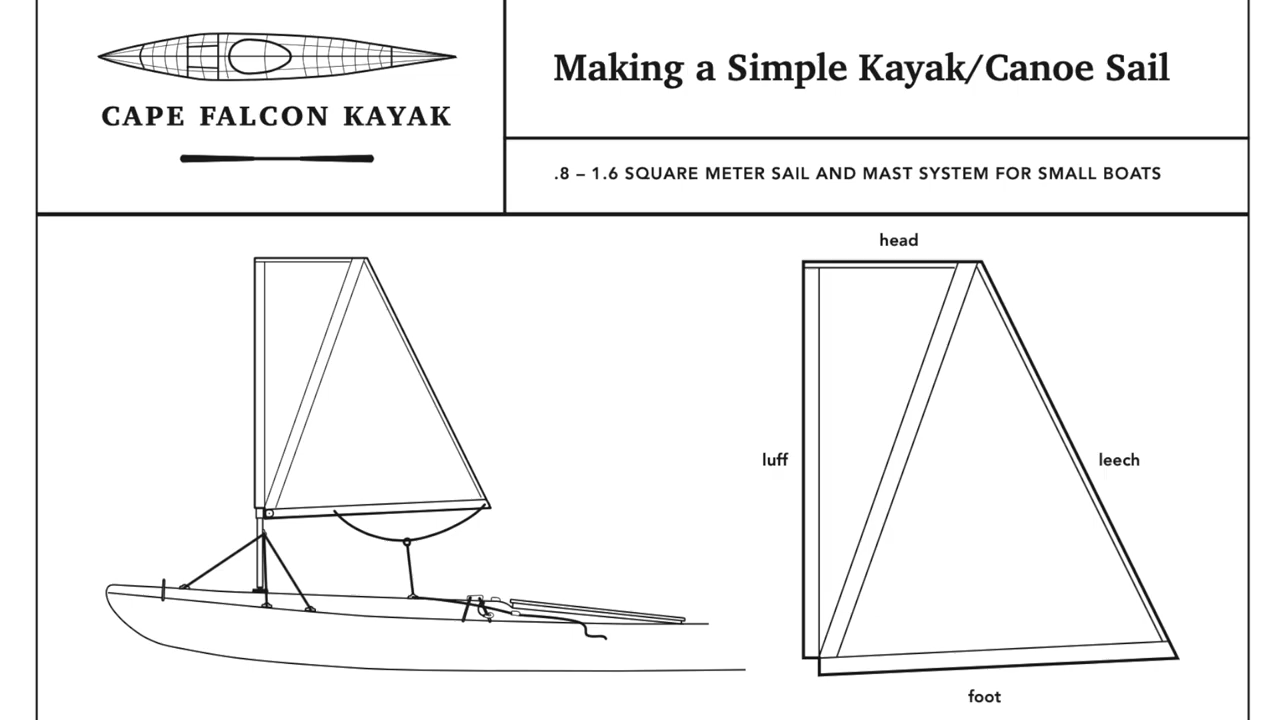 CAPE FALCON KAYAK
Making a Simple Kayak/Canoe Sail
.8 – 1.6 SQUARE METER SAIL AND MAST SYSTEM FOR SMALL BOATS
head
luff
leech
foot